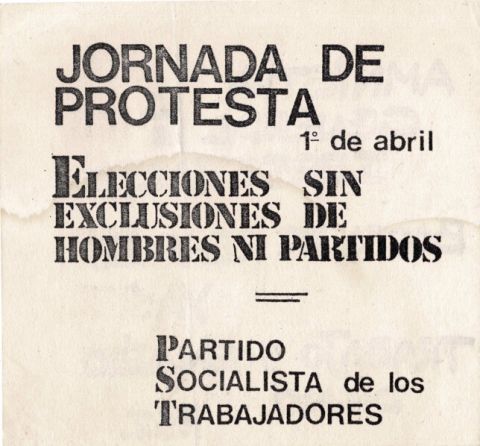 JORNADA DE
PROTESTA
1º de abril
ELECCIONES SIN
EXCLUSIONES DE
HOMBRES NI PARTIDOS
PARTIDO
SOCIALISTA de los
TRABAJADORES